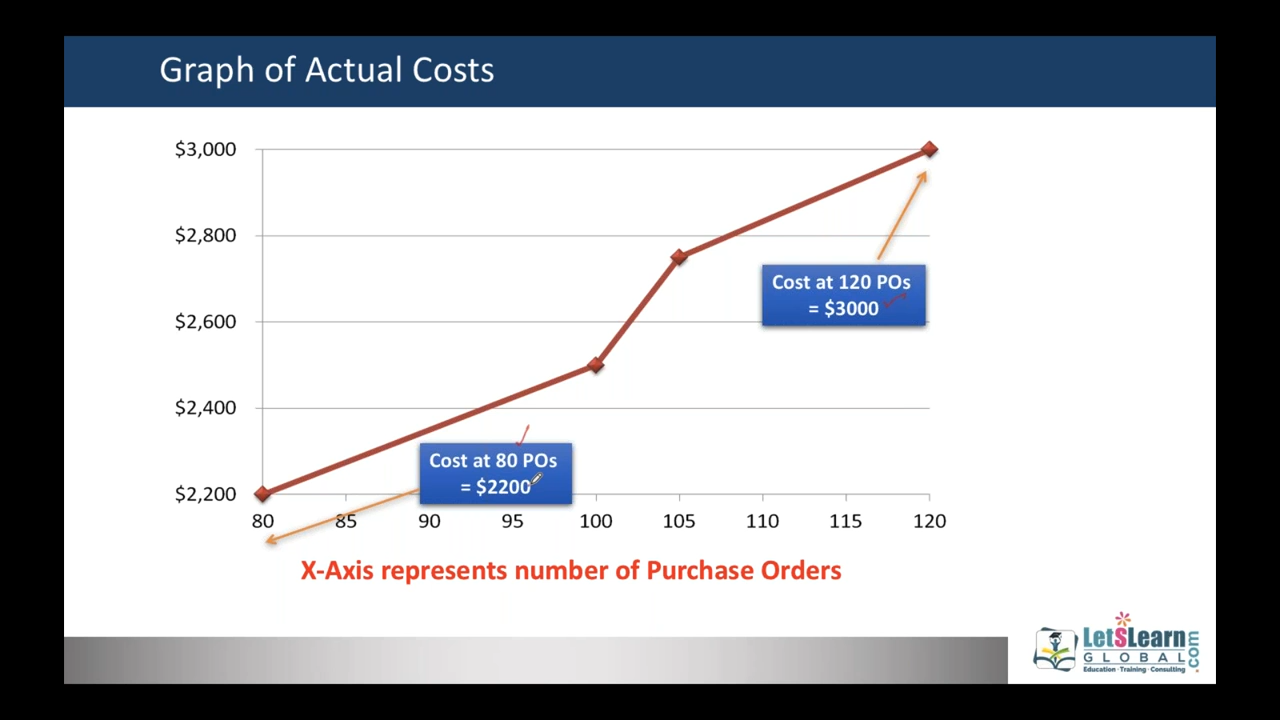 Graph of Actual Costs
$3,000
$2,800
$2,600
$2,400
$2,200
Cost at 120 POs
= $3000
Cost at 80 POs
= $2200
80 85 90 95 100 105 110 115 120
X-Axis represents number of Purchase Orders
LetSLearn
GLOBAL
.com
Education · Training · Consulting